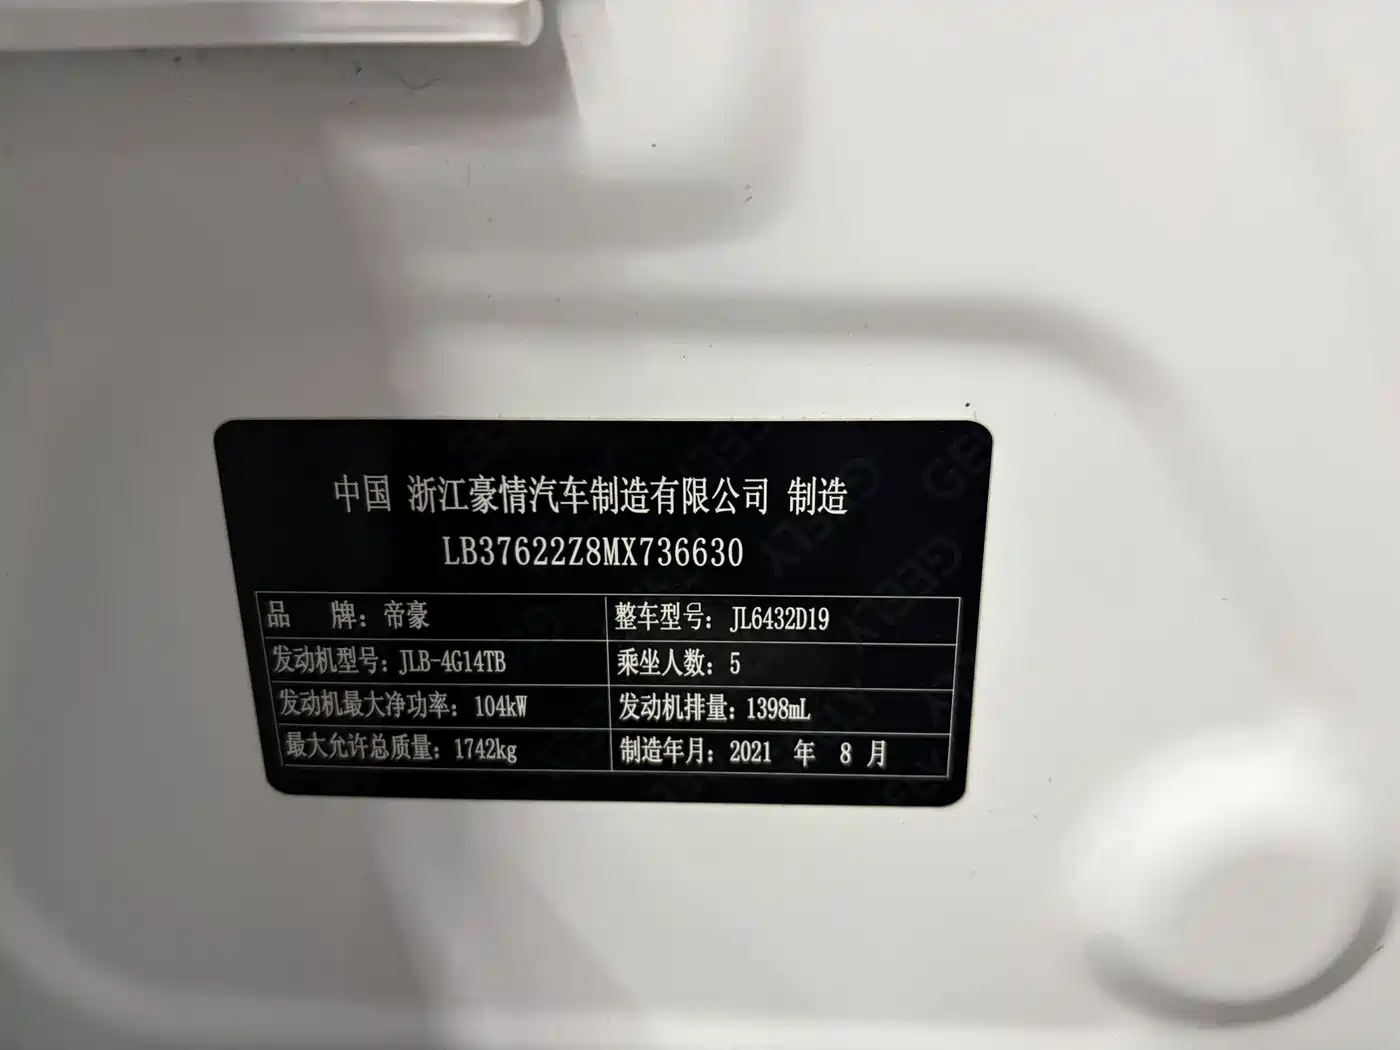 中国 浙江豪情汽车制造有限公司 制造
LB37622Z8MX736630
品 牌：帝豪 整车型号：JL6432D19
发动机型号：JLB-4G14TB 乘坐人数：5
发动机最大净功率：104kW 发动机排量：1398mL
最大允许总质量：1742kg 制造年月：2021 年 8 月
GEELY
GEELY
GEELY